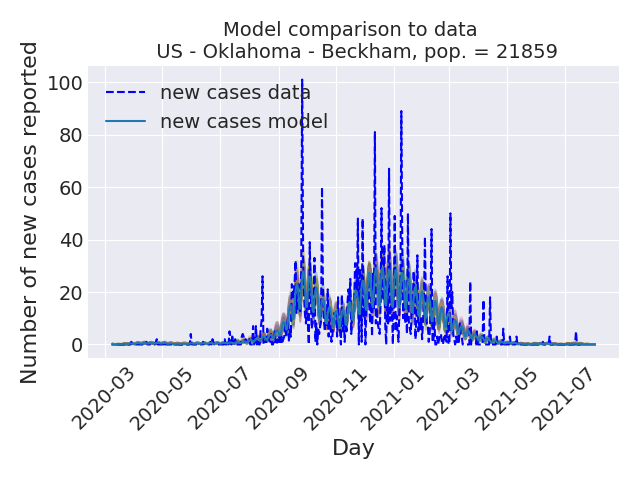 Model comparison to data
US - Oklahoma - Beckham, pop. = 21859
Number of new cases reported
100
80
60
40
20
0
new cases data
new cases model
2020-03
2020-05
2020-07
2020-09
2020-11
2021-01
2021-03
2021-05
2021-07
Day